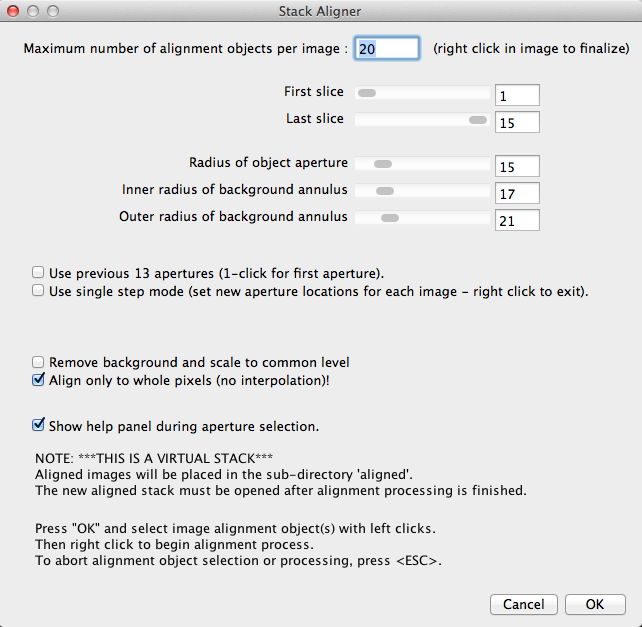 Stack Aligner
Maximum number of alignment objects per image : 20 (right click in image to finalize)
First slice 1
Last slice 15
Radius of object aperture 15
Inner radius of background annulus 17
Outer radius of background annulus 21
Use previous 13 apertures (1-click for first aperture).
Use single step mode (set new aperture locations for each image - right click to exit).
Remove background and scale to common level
Align only to whole pixels (no interpolation)!
Show help panel during aperture selection.
NOTE: ***THIS IS A VIRTUAL STACK***
Aligned images will be placed in the sub-directory 'aligned'.
The new aligned stack must be opened after alignment processing is finished.
Press "OK" and select image alignment object(s) with left clicks.
Then right click to begin alignment process.
To abort alignment object selection or processing, press <ESC>.
Cancel OK